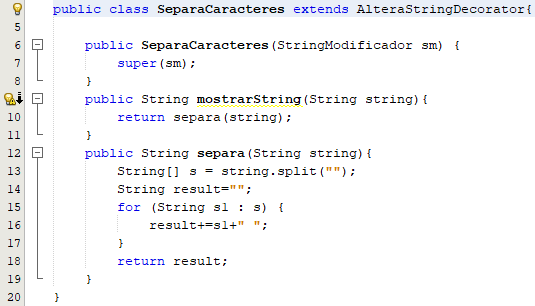 public class SeparaCaracteres extends AlteraStringDecorator{
5
6 public SeparaCaracteres(StringModificador sm) {
7 super(sm);
8 }
public String mostrarString(String string){
10 return separa(string);
11 }
12 public String separa(String string){
13 String[] s = string.split("");
14 String result="";
15 for (String s1 : s) {
16 result+=s1+" ";
17 }
18 return result;
19 }
20 }